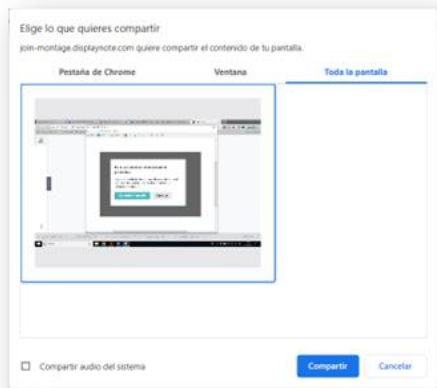 Elige lo que quieres compartir
join-montage.displaynote.com quiere compartir el contenido de tu pantalla.
Pestaña de Chrome Ventana Toda la pantalla
Compartir audio del sistema
Compartir Cancelar